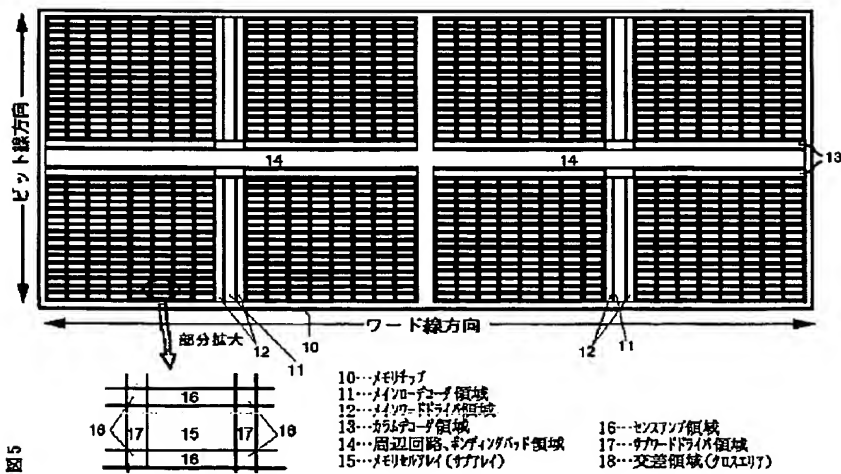 ビット線方向
14
14
13
ワード線方向
12
11
10
12
11
部分拡大
16
18
17
15
17
18
16
10…メモリチップ
11…メインローデコーダ領域
12…メインワードドライバ領域
13…カラムデコーダ領域
14…周辺回路、ボンディングパッド領域
15…メモリセルアレイ(サブアレイ)
16…センスアンプ領域
17…サブワードドライバ領域
18…交差領域(クロスエリア)
図5